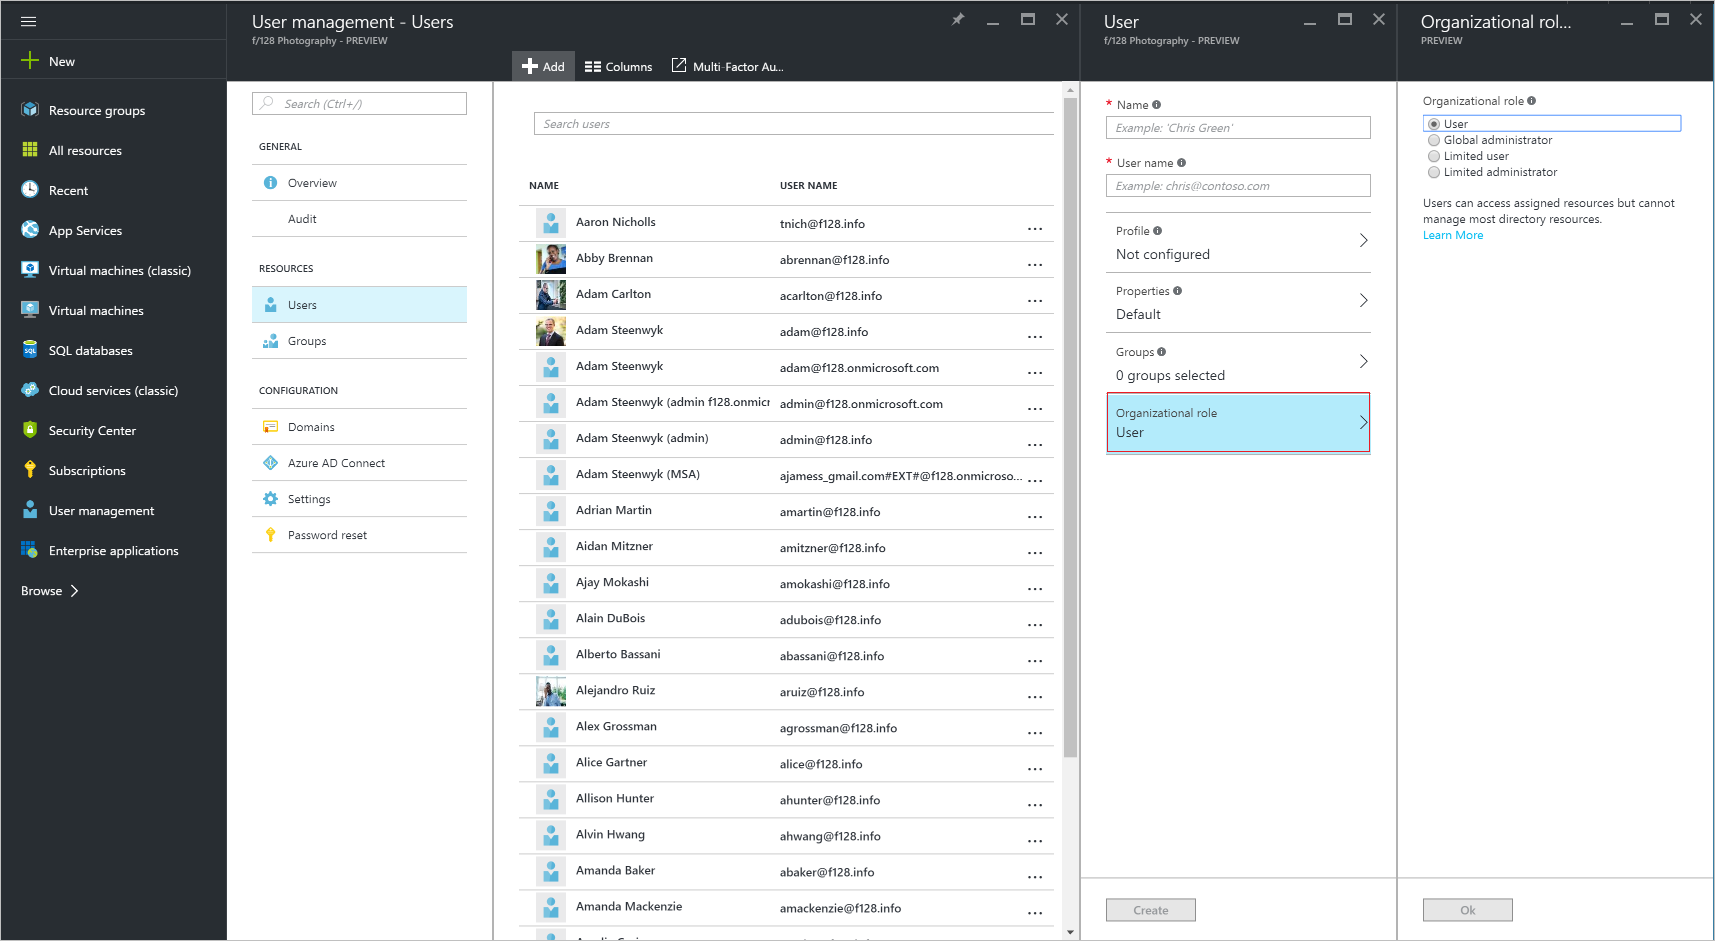 New
Resource groups
All resources
Recent
App Services
Virtual machines (classic)
Virtual machines
SQL databases
Cloud services (classic)
Security Center
Subscriptions
User management
Enterprise applications
Browse
User management - Users
f/128 Photography - PREVIEW
Add
Columns
Multi-Factor Au...
Search (Ctrl+/)
GENERAL
Overview
Audit
RESOURCES
Users
Groups
CONFIGURATION
Domains
Azure AD Connect
Settings
Password reset
Search users
NAME USER NAME
Aaron Nicholls tnich@f128.info ...
Abby Brennan abrennan@f128.info ...
Adam Carlton acarlton@f128.info ...
Adam Steenwyk adam@f128.info ...
Adam Steenwyk adam@f128.onmicrosoft.com ...
Adam Steenwyk (admin f128.onmicr admin@f128.onmicrosoft.com ...
Adam Steenwyk (admin) admin@f128.info ...
Adam Steenwyk (MSA) ajamess_gmail.com#EXT#@f128.onmicroso... ...
Adrian Martin amartin@f128.info ...
Aidan Mitzner amitzner@f128.info ...
Ajay Mokashi amokashi@f128.info ...
Alain DuBois adubois@f128.info ...
Alberto Bassani abassani@f128.info ...
Alejandro Ruiz aruiz@f128.info ...
Alex Grossman agrossman@f128.info ...
Alice Gartner alice@f128.info ...
Allison Hunter ahunter@f128.info ...
Alvin Hwang ahwang@f128.info ...
Amanda Baker abaker@f128.info ...
Amanda Mackenzie amackenzie@f128.info ...
User
f/128 Photography - PREVIEW
* Name
Example: 'Chris Green'
* User name
Example: chris@contoso.com
Profile
Not configured
Properties
Default
Groups
0 groups selected
Organizational role
User
Create
Organizational rol...
PREVIEW
Organizational role
User
Global administrator
Limited user
Limited administrator
Users can access assigned resources but cannot
manage most directory resources.
Learn More
Ok